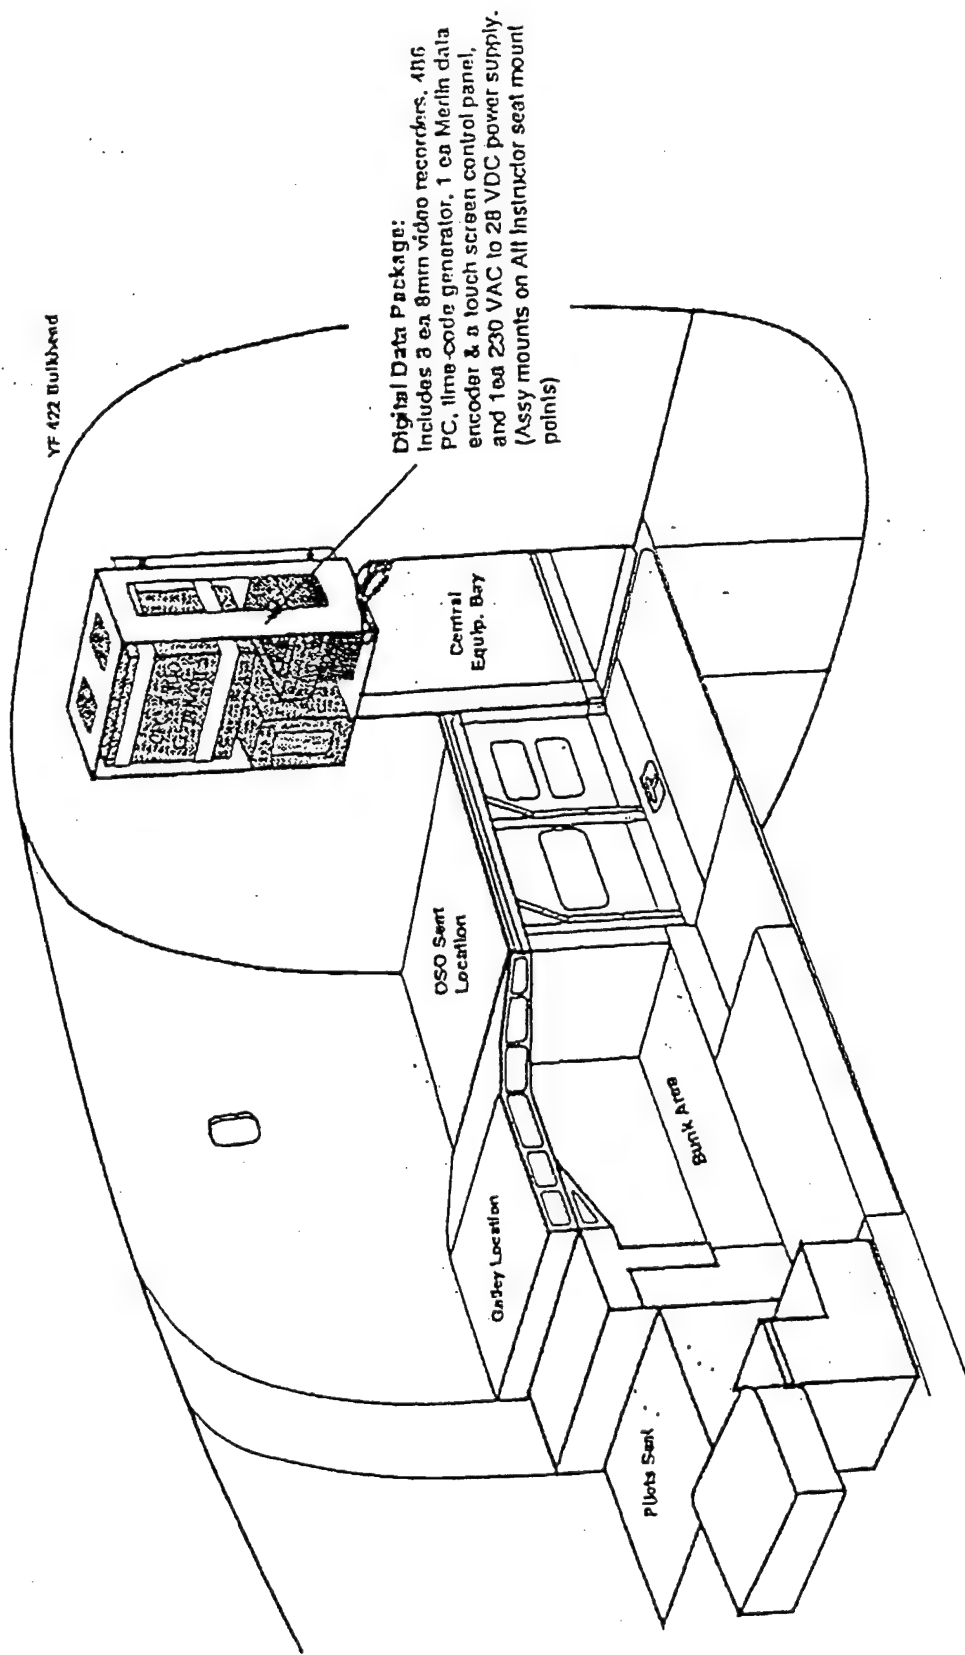 YF 422 Bulkhead
Digital Data Package:
Includes 3 ea 8mm video recorders, 486
PC, time-code generator, 1 ea Merlin data
encoder & a touch screen control panel,
and 1ea 230 VAC to 28 VDC power supply.
(Assy mounts on Aft Instructor seat mount
points)
Central
Equip. Bay
OSO Seat
Location
Bunk Area
Galley Location
Pilots Seat